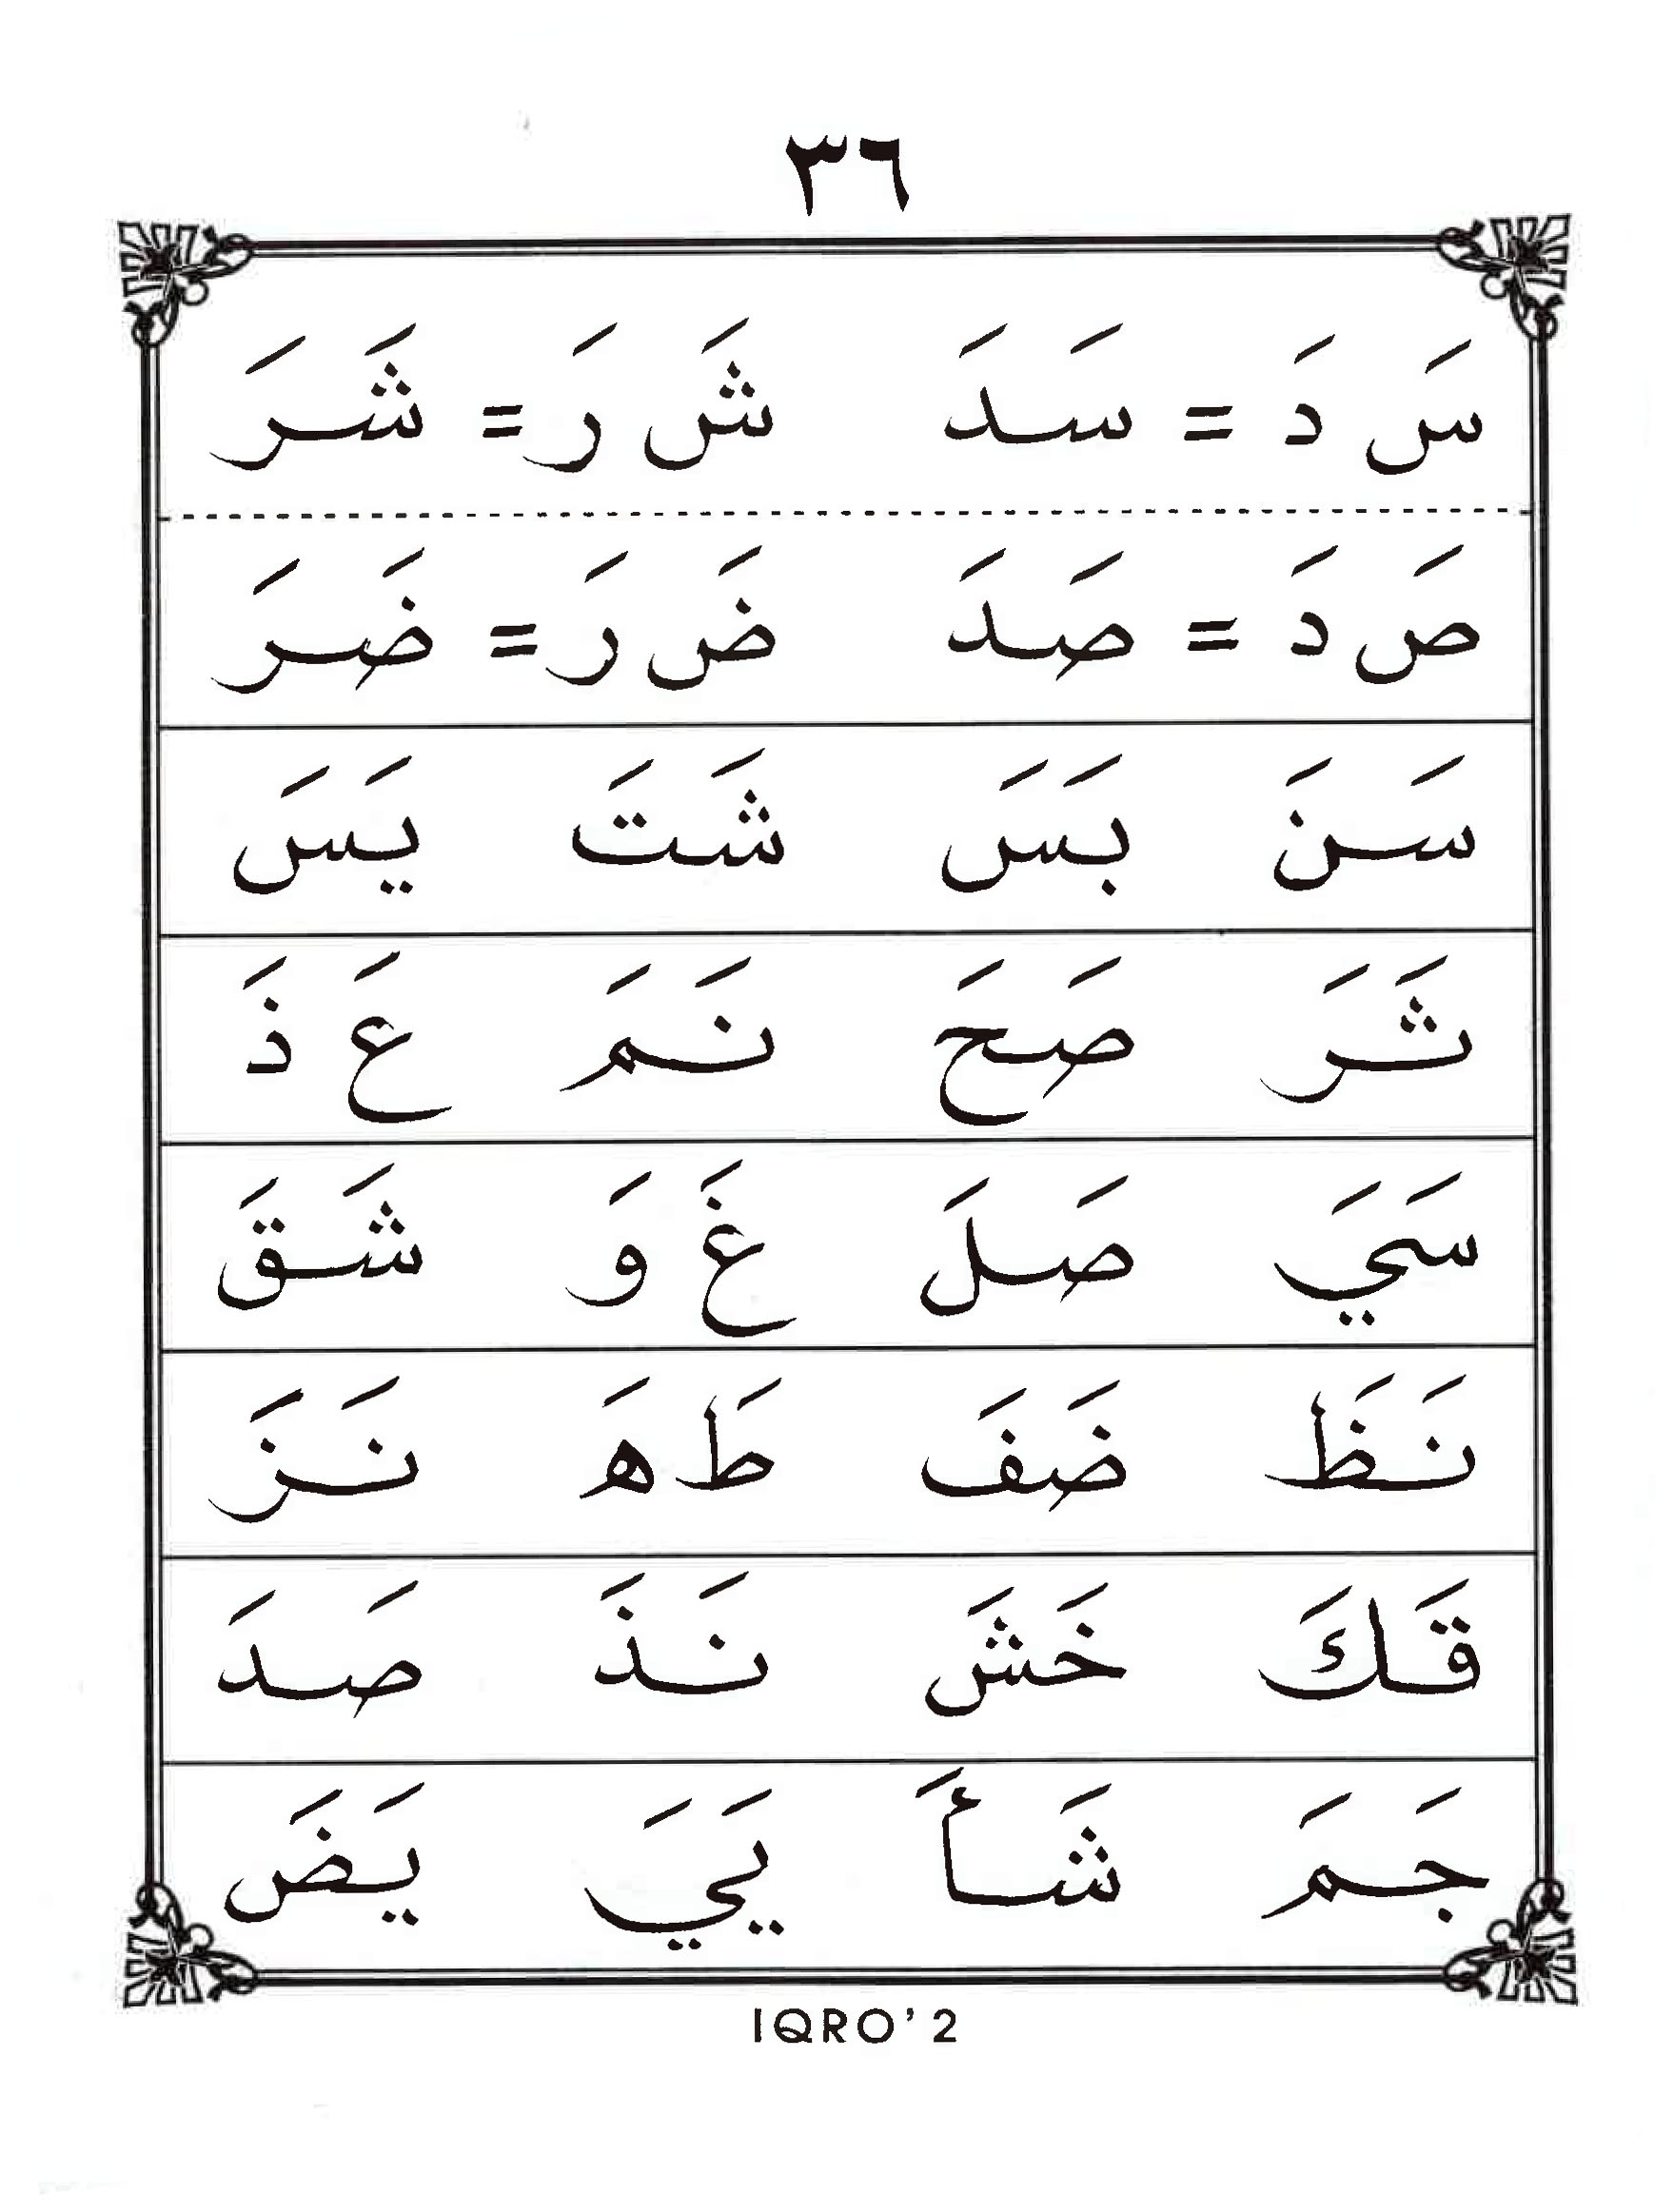 ٣٦
سَ دَ = سَدَ شَ رَ = شَرَ
صَ دَ = صَدَ ضَ رَ = ضَرَ
سَنَ بَسَ شَتَ يَسَ
ثَرَ صَحَ نَمَ عَ ذَ
سَيَ صَلَ غَ وَ شَقَ
نَظَ ضَفَ طَ هَ نَزَ
قَكَ خَشَ نَذَ صَدَ
جَمَ شَأَ يَيَ يَضَ
IQRO’2